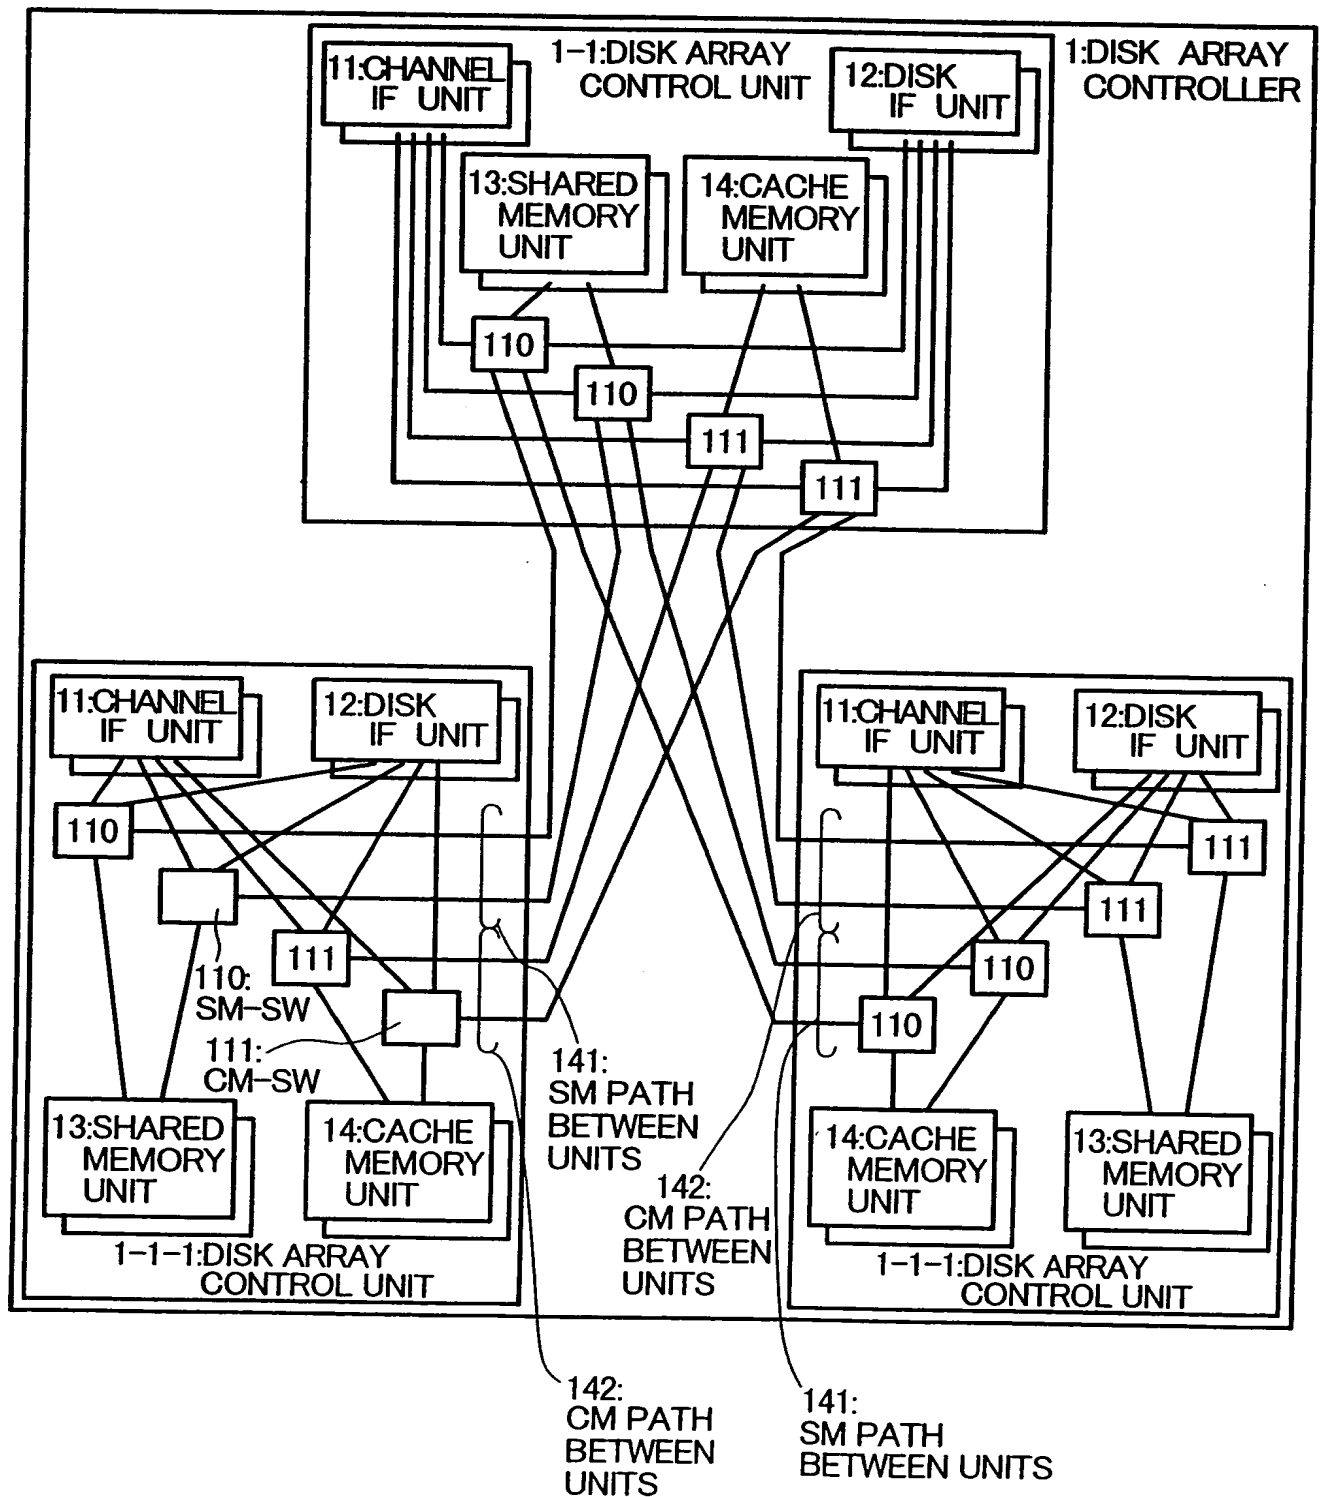 1:DISK ARRAY
CONTROLLER
1-1:DISK ARRAY
CONTROL UNIT
11:CHANNEL
IF UNIT
12:DISK
IF UNIT
13:SHARED
MEMORY
UNIT
14:CACHE
MEMORY
UNIT
110
110
111
111
11:CHANNEL
IF UNIT
12:DISK
IF UNIT
110
111
110:
SM-SW
111:
CM-SW
13:SHARED
MEMORY
UNIT
14:CACHE
MEMORY
UNIT
1-1-1:DISK ARRAY
CONTROL UNIT
141:
SM PATH
BETWEEN
UNITS
142:
CM PATH
BETWEEN
UNITS
11:CHANNEL
IF UNIT
12:DISK
IF UNIT
111
111
110
110
14:CACHE
MEMORY
UNIT
13:SHARED
MEMORY
UNIT
1-1-1:DISK ARRAY
CONTROL UNIT
142:
CM PATH
BETWEEN
UNITS
141:
SM PATH
BETWEEN UNITS